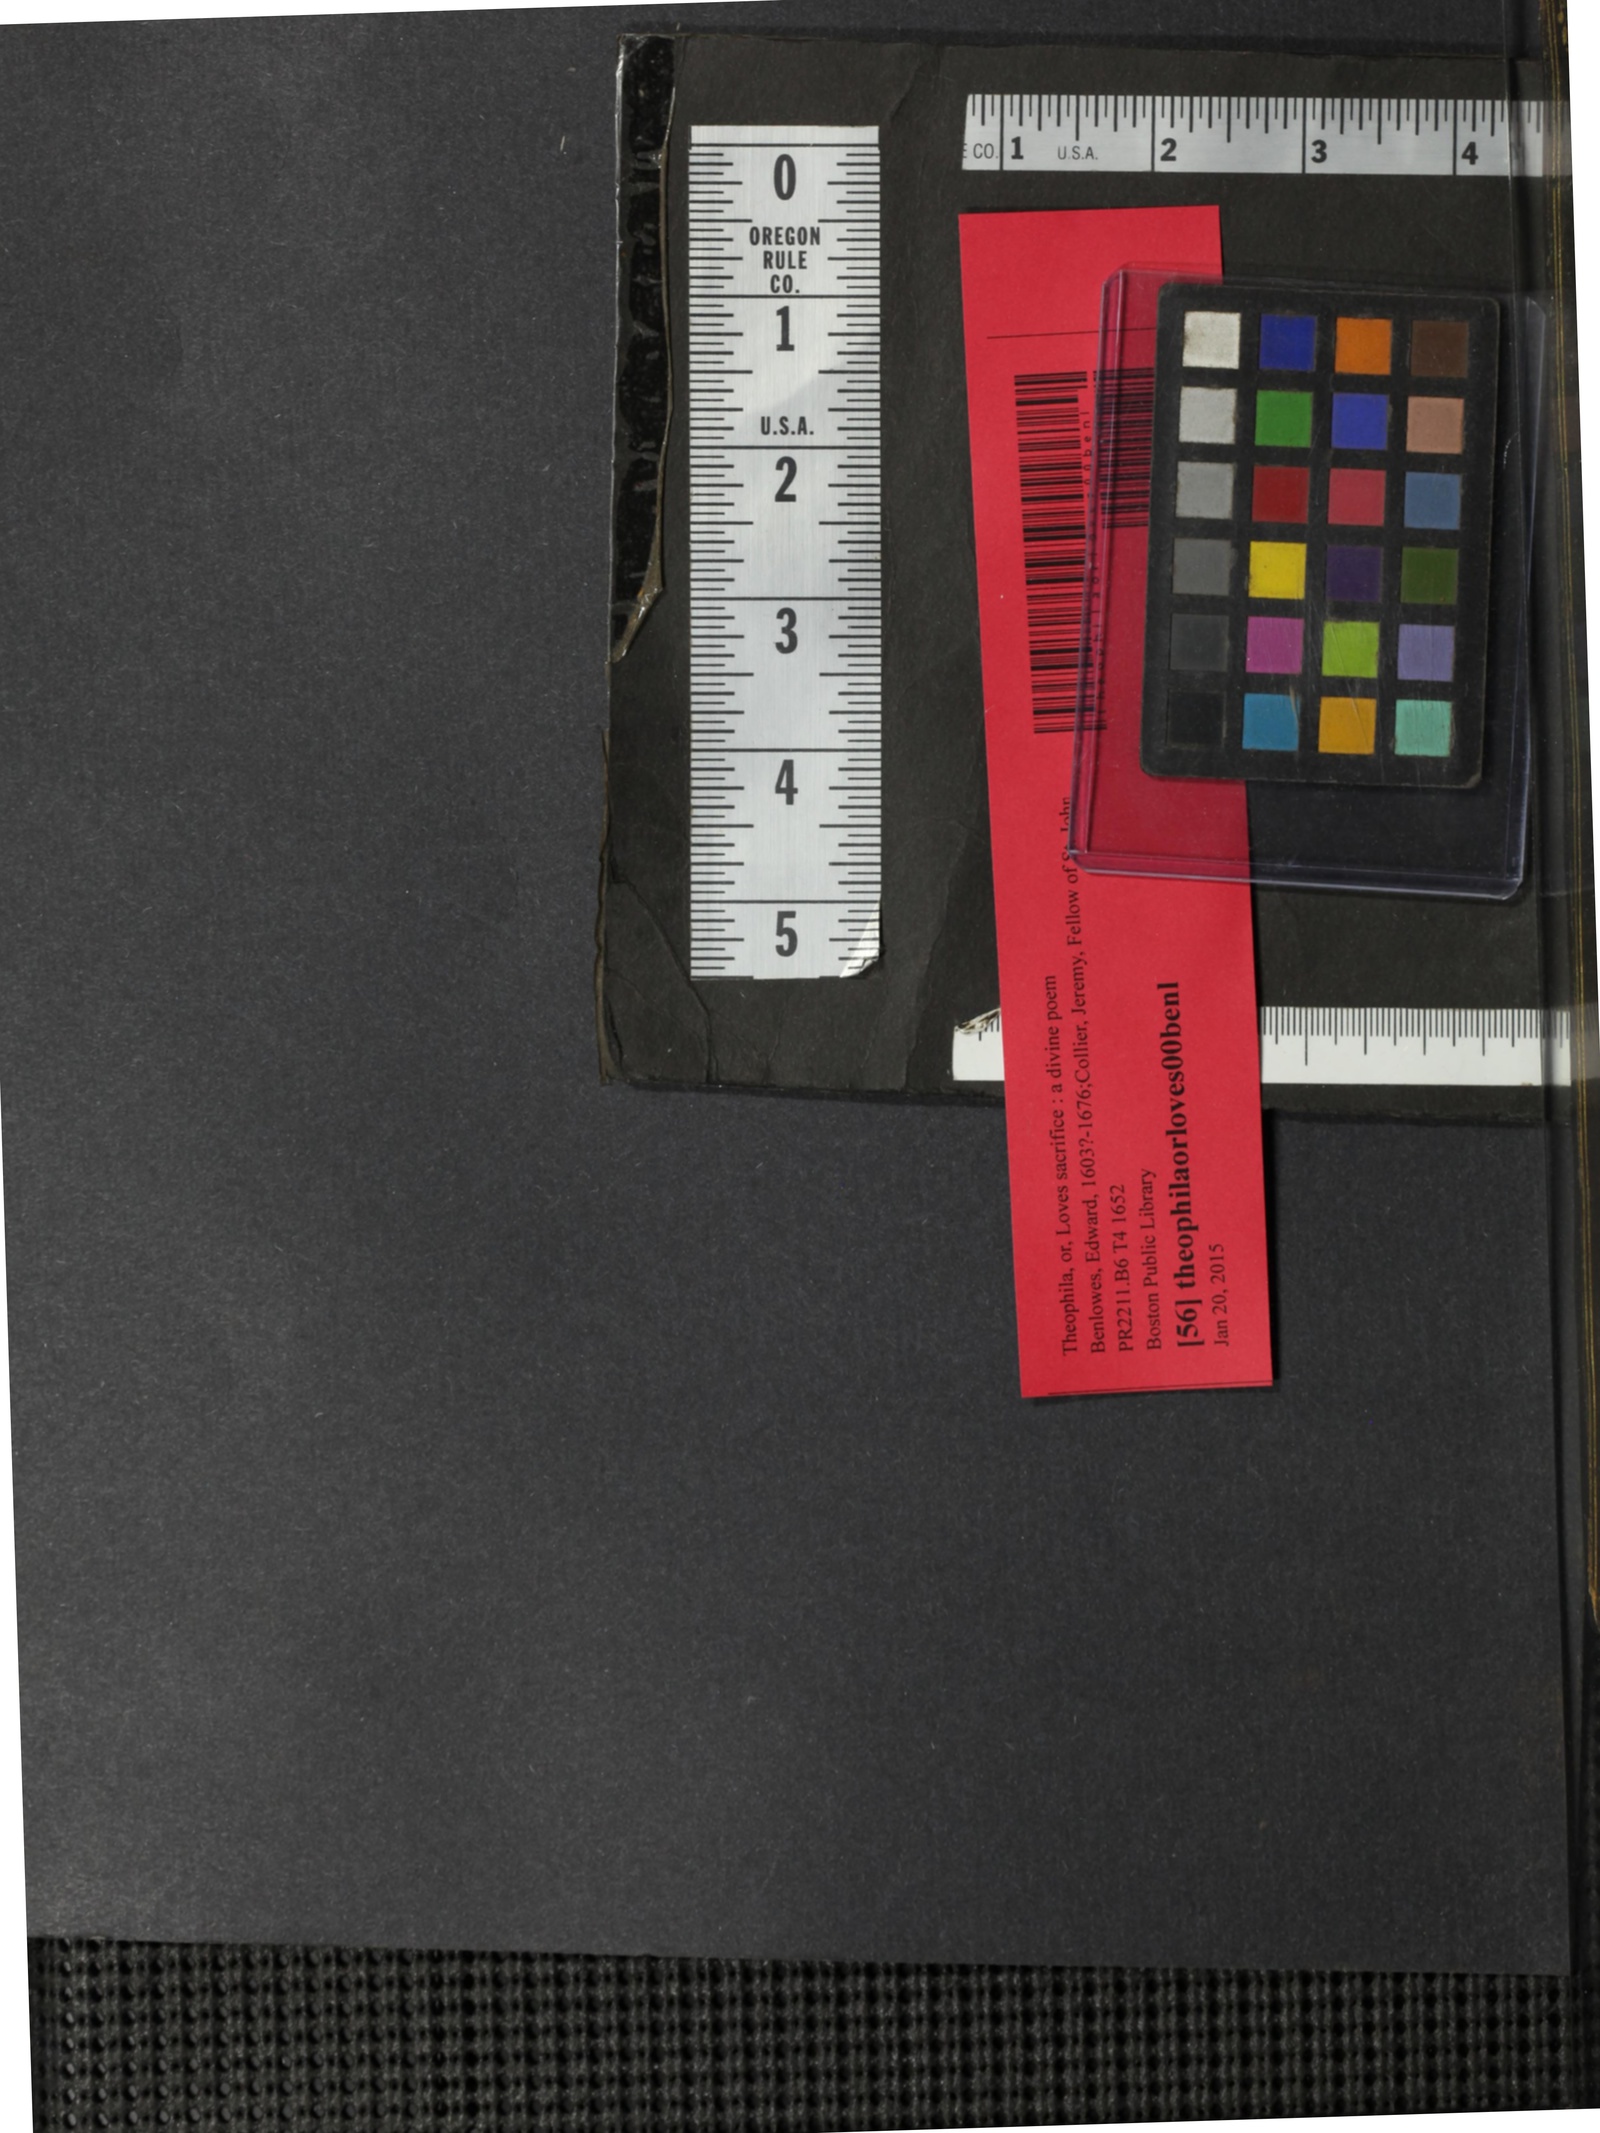 0
OREGON
RULE
CO.
1
U.S.A.
2
3
4
5
CO. 1 U.S.A. 2 3 4
Theophila, or, Loves sacrifice : a divine poem
Benlowes, Edward, 1603?-1676;Collier, Jeremy, Fellow of St. John
PR2211.B6 T4 1652
Boston Public Library
[56] theophilaorloves00benl
Jan 20, 2015